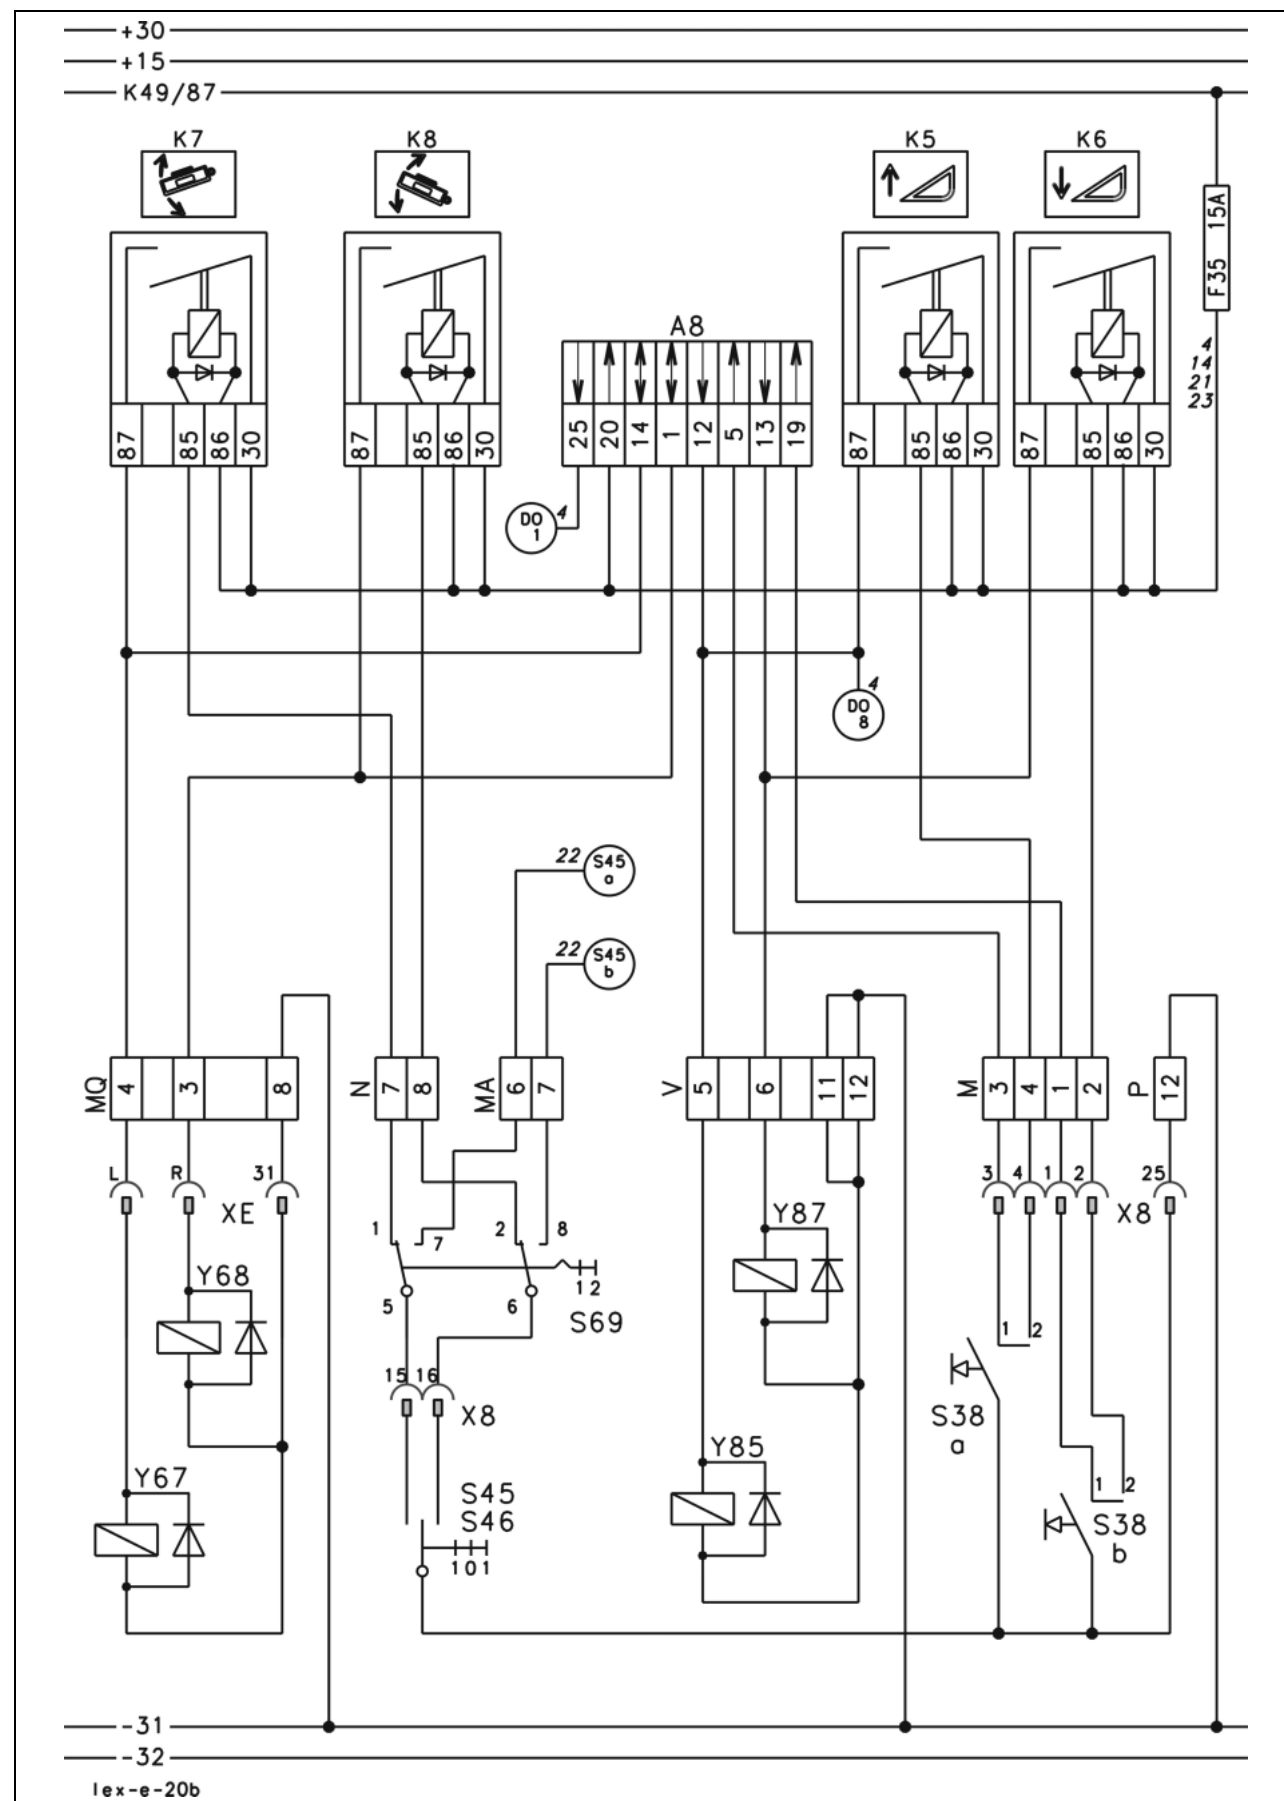 +30
+15
K49/87
K7 K8 K5 K6
F35 15A
A8
4
14
21
23
87 85 86 30 87 85 86 30 25 20 14 1 12 5 13 19 87 85 86 30 87 85 86 30
DO 4
1
4
DO
8
22 S45
a
22 S45
b
MQ 4 3 8 N 7 8 MA 6 7 V 5 6 11 12 M 3 4 1 2 P 12
L R 31 3 4 1 2 25
XE X8
Y87
1 7 2 8
Y68
5 6 12
S69
1 2
15 16
X8
S38
a
Y85
Y67
S45
S46
1 2
S38
b
101
-31
-32
lex-e-20b